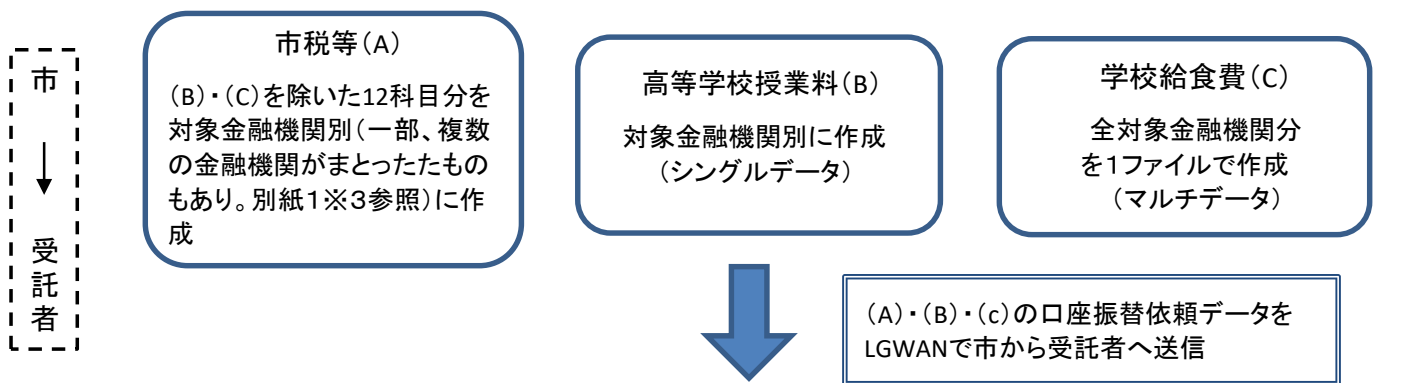 市
受
託
者
市税等(A)
(B)・(C)を除いた12科目分を
対象金融機関別(一部、複数
の金融機関がまとったたもの
もあり。別紙1※3参照)に作
成
高等学校授業料(B)
対象金融機関別に作成
(シングルデータ)
学校給食費(C)
全対象金融機関分
を1ファイルで作成
(マルチデータ)
(A)・(B)・(c)の口座振替依頼データを
LGWANで市から受託者へ送信